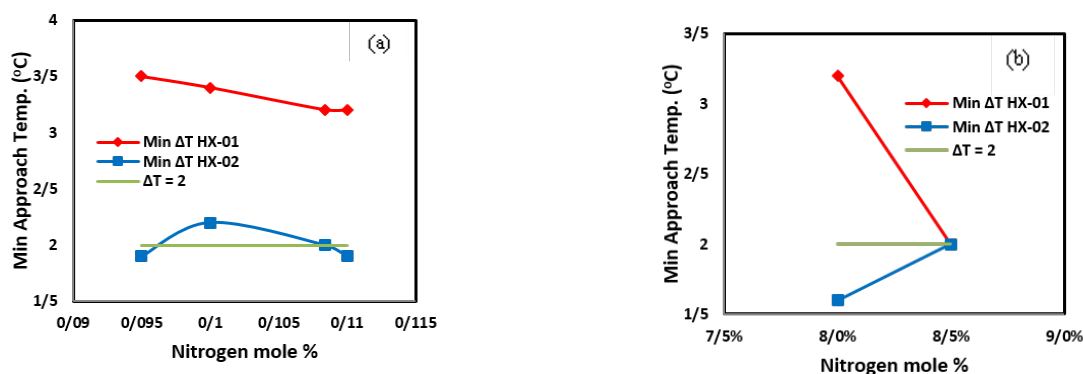 (a)
Min Approach Temp. (°C)
4
3/5
3
2/5
2
1/5
Min ΔT HX-01
Min ΔT HX-02
ΔT = 2
0/09 0/095 0/1 0/105 0/11 0/115
Nitrogen mole %
(b)
Min Approach Temp. (°C)
3/5
3
2/5
2
1/5
Min ΔT HX-01
Min ΔT HX-02
ΔT = 2
7/5% 8/0% 8/5% 9/0%
Nitrogen mole %